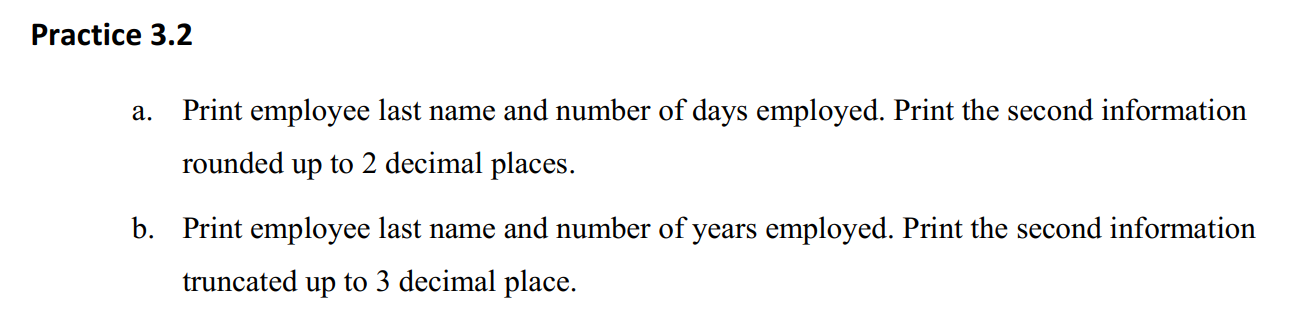 Practice 3.2
a. Print employee last name and number of days employed. Print the second information
rounded up to 2 decimal places.
b. Print employee last name and number of years employed. Print the second information
truncated up to 3 decimal place.